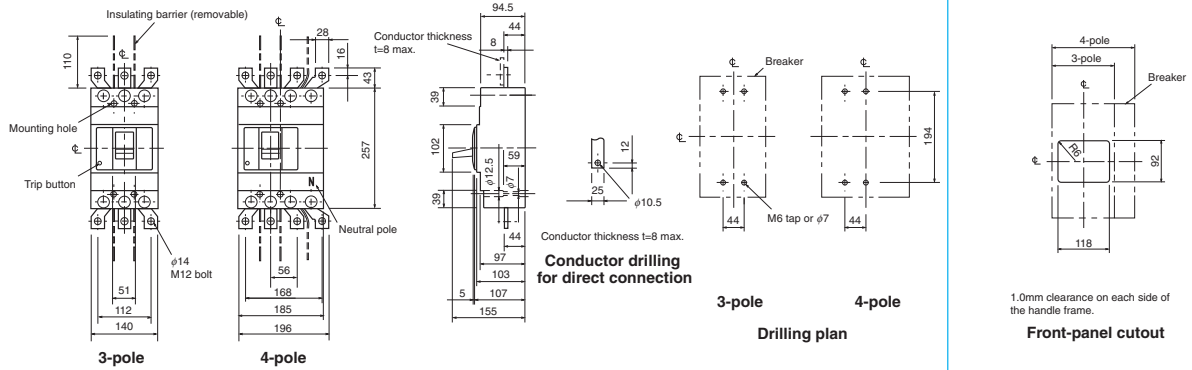 Insulating barrier (removable)
℄
℄
110
28
16
43
Mounting hole
℄
257
Trip button
N
Neutral pole
φ14
M12 bolt
51
112
140
56
168
185
196
3-pole
4-pole
94.5
44
Conductor thickness
t=8 max.
8
39
102
59
φ12.5
φ7
39
44
97
103
5
107
155
12
25
φ10.5
Conductor thickness t=8 max.
Conductor drilling
for direct connection
℄
Breaker
℄
℄
194
44
M6 tap or φ7
44
3-pole
4-pole
Drilling plan
4-pole
3-pole
℄
Breaker
R6
℄
92
118
1.0mm clearance on each side of
the handle frame.
Front-panel cutout